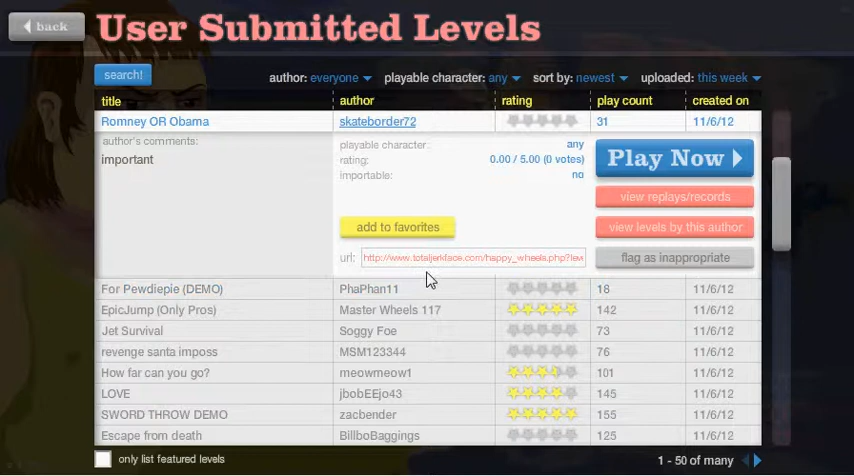 back
User Submitted Levels
search!
author: everyone playable character: any sort by: newest uploaded: this week
title author rating play count created on
Romney OR Obama skateborder72 31 11/6/12
author's comments:
important
playable character: any
rating: 0.00 / 5.00 (0 votes)
importable: no
Play Now
view replays/records
add to favorites
view levels by this author
url: http://www.totaljerkface.com/happy_wheels.php?lev
flag as inappropriate
For Pewdiepie (DEMO) PhaPhan11 18 11/6/12
EpicJump (Only Pros) Master Wheels 117 142 11/6/12
Jet Survival Soggy Foe 73 11/6/12
revenge santa imposs MSM123344 76 11/6/12
How far can you go? meowmeow1 101 11/6/12
LOVE jbobEEjo43 145 11/6/12
SWORD THROW DEMO zacbender 155 11/6/12
Escape from death BillboBaggings 125 11/6/12
only list featured levels
1 - 50 of many